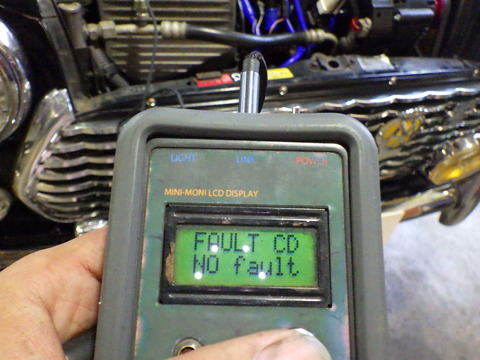 LIGHT LINK POWER
MINI-MONI LCD DISPLAY
FAULT CD
NO fault